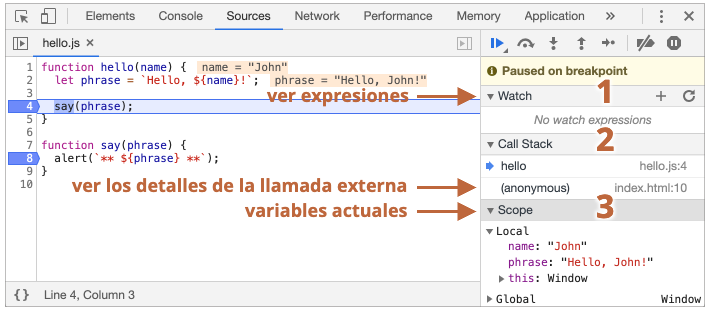 Elements Console Sources Network Performance Memory Application »
hello.js ×
1 function hello(name) { name = "John"
2 let phrase = `Hello, ${name}!`; phrase = "Hello, John!"
3
4 say(phrase);
5 }
6
7 function say(phrase) {
8 alert(`** ${phrase} **`);
9 }
10
ver expresiones
ver los detalles de la llamada externa
variables actuales
{} Line 4, Column 3
Paused on breakpoint
1
Watch
No watch expressions
2
Call Stack
hello hello.js:4
(anonymous) index.html:10
3
Scope
Local
name: "John"
phrase: "Hello, John!"
this: Window
Global Window